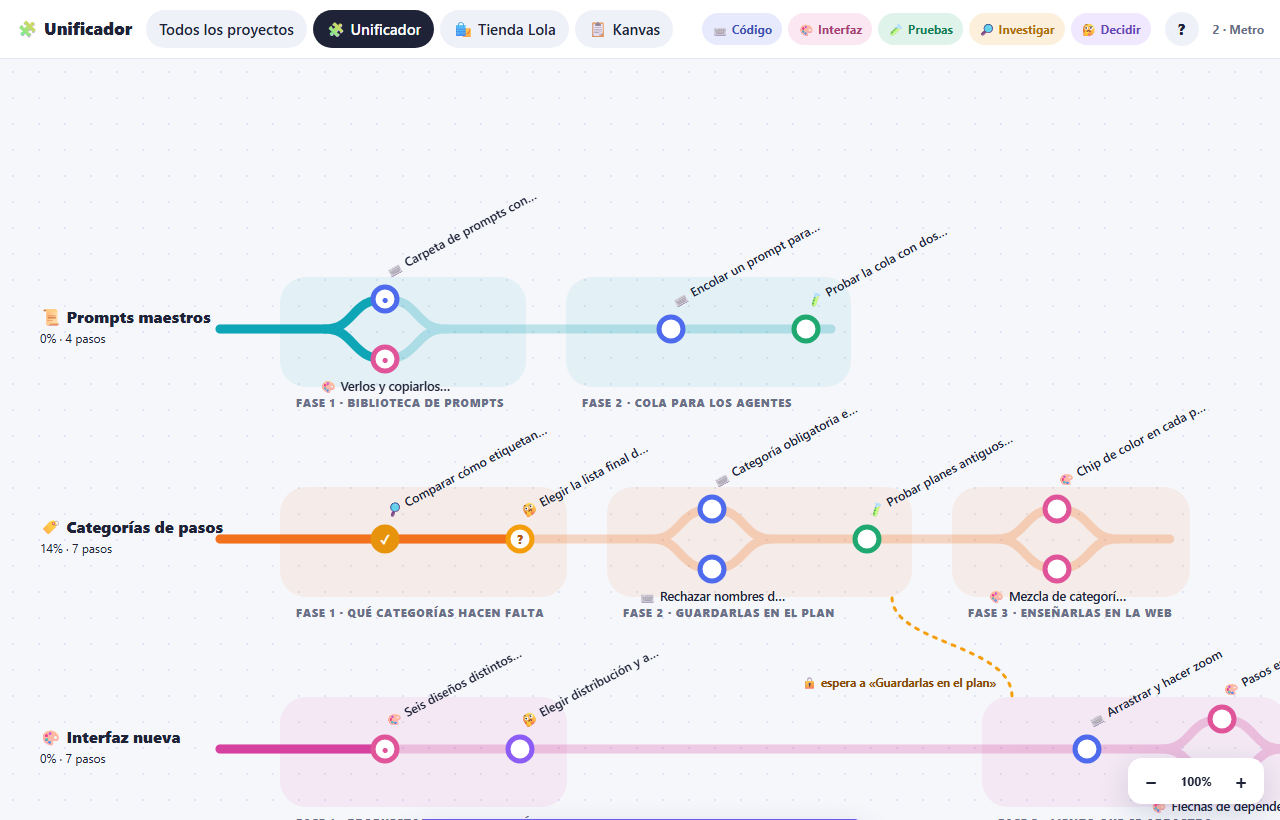 Unificador
Todos los proyectos
Unificador
Tienda Lola
Kanvas
Código
Interfaz
Pruebas
Investigar
Decidir
?
2 · Metro
Carpeta de prompts con...
Encolar un prompt para...
Probar la cola con dos...
Prompts maestros
0% · 4 pasos
Verlos y copiarlos...
FASE 1 · BIBLIOTECA DE PROMPTS
FASE 2 · COLA PARA LOS AGENTES
Comparar cómo etiquetan...
Elegir la lista final d...
Categoría obligatoria e...
Probar planes antiguos...
Chip de color en cada p...
Categorías de pasos
14% · 7 pasos
?
Rechazar nombres d...
Mezcla de categorí...
FASE 1 · QUÉ CATEGORÍAS HACEN FALTA
FASE 2 · GUARDARLAS EN EL PLAN
FASE 3 · ENSEÑARLAS EN LA WEB
espera a «Guardarlas en el plan»
Seis diseños distintos...
Elegir distribución y a...
Arrastrar y hacer zoom
Pasos
Interfaz nueva
0% · 7 pasos
− 100% +
Flechas de depende